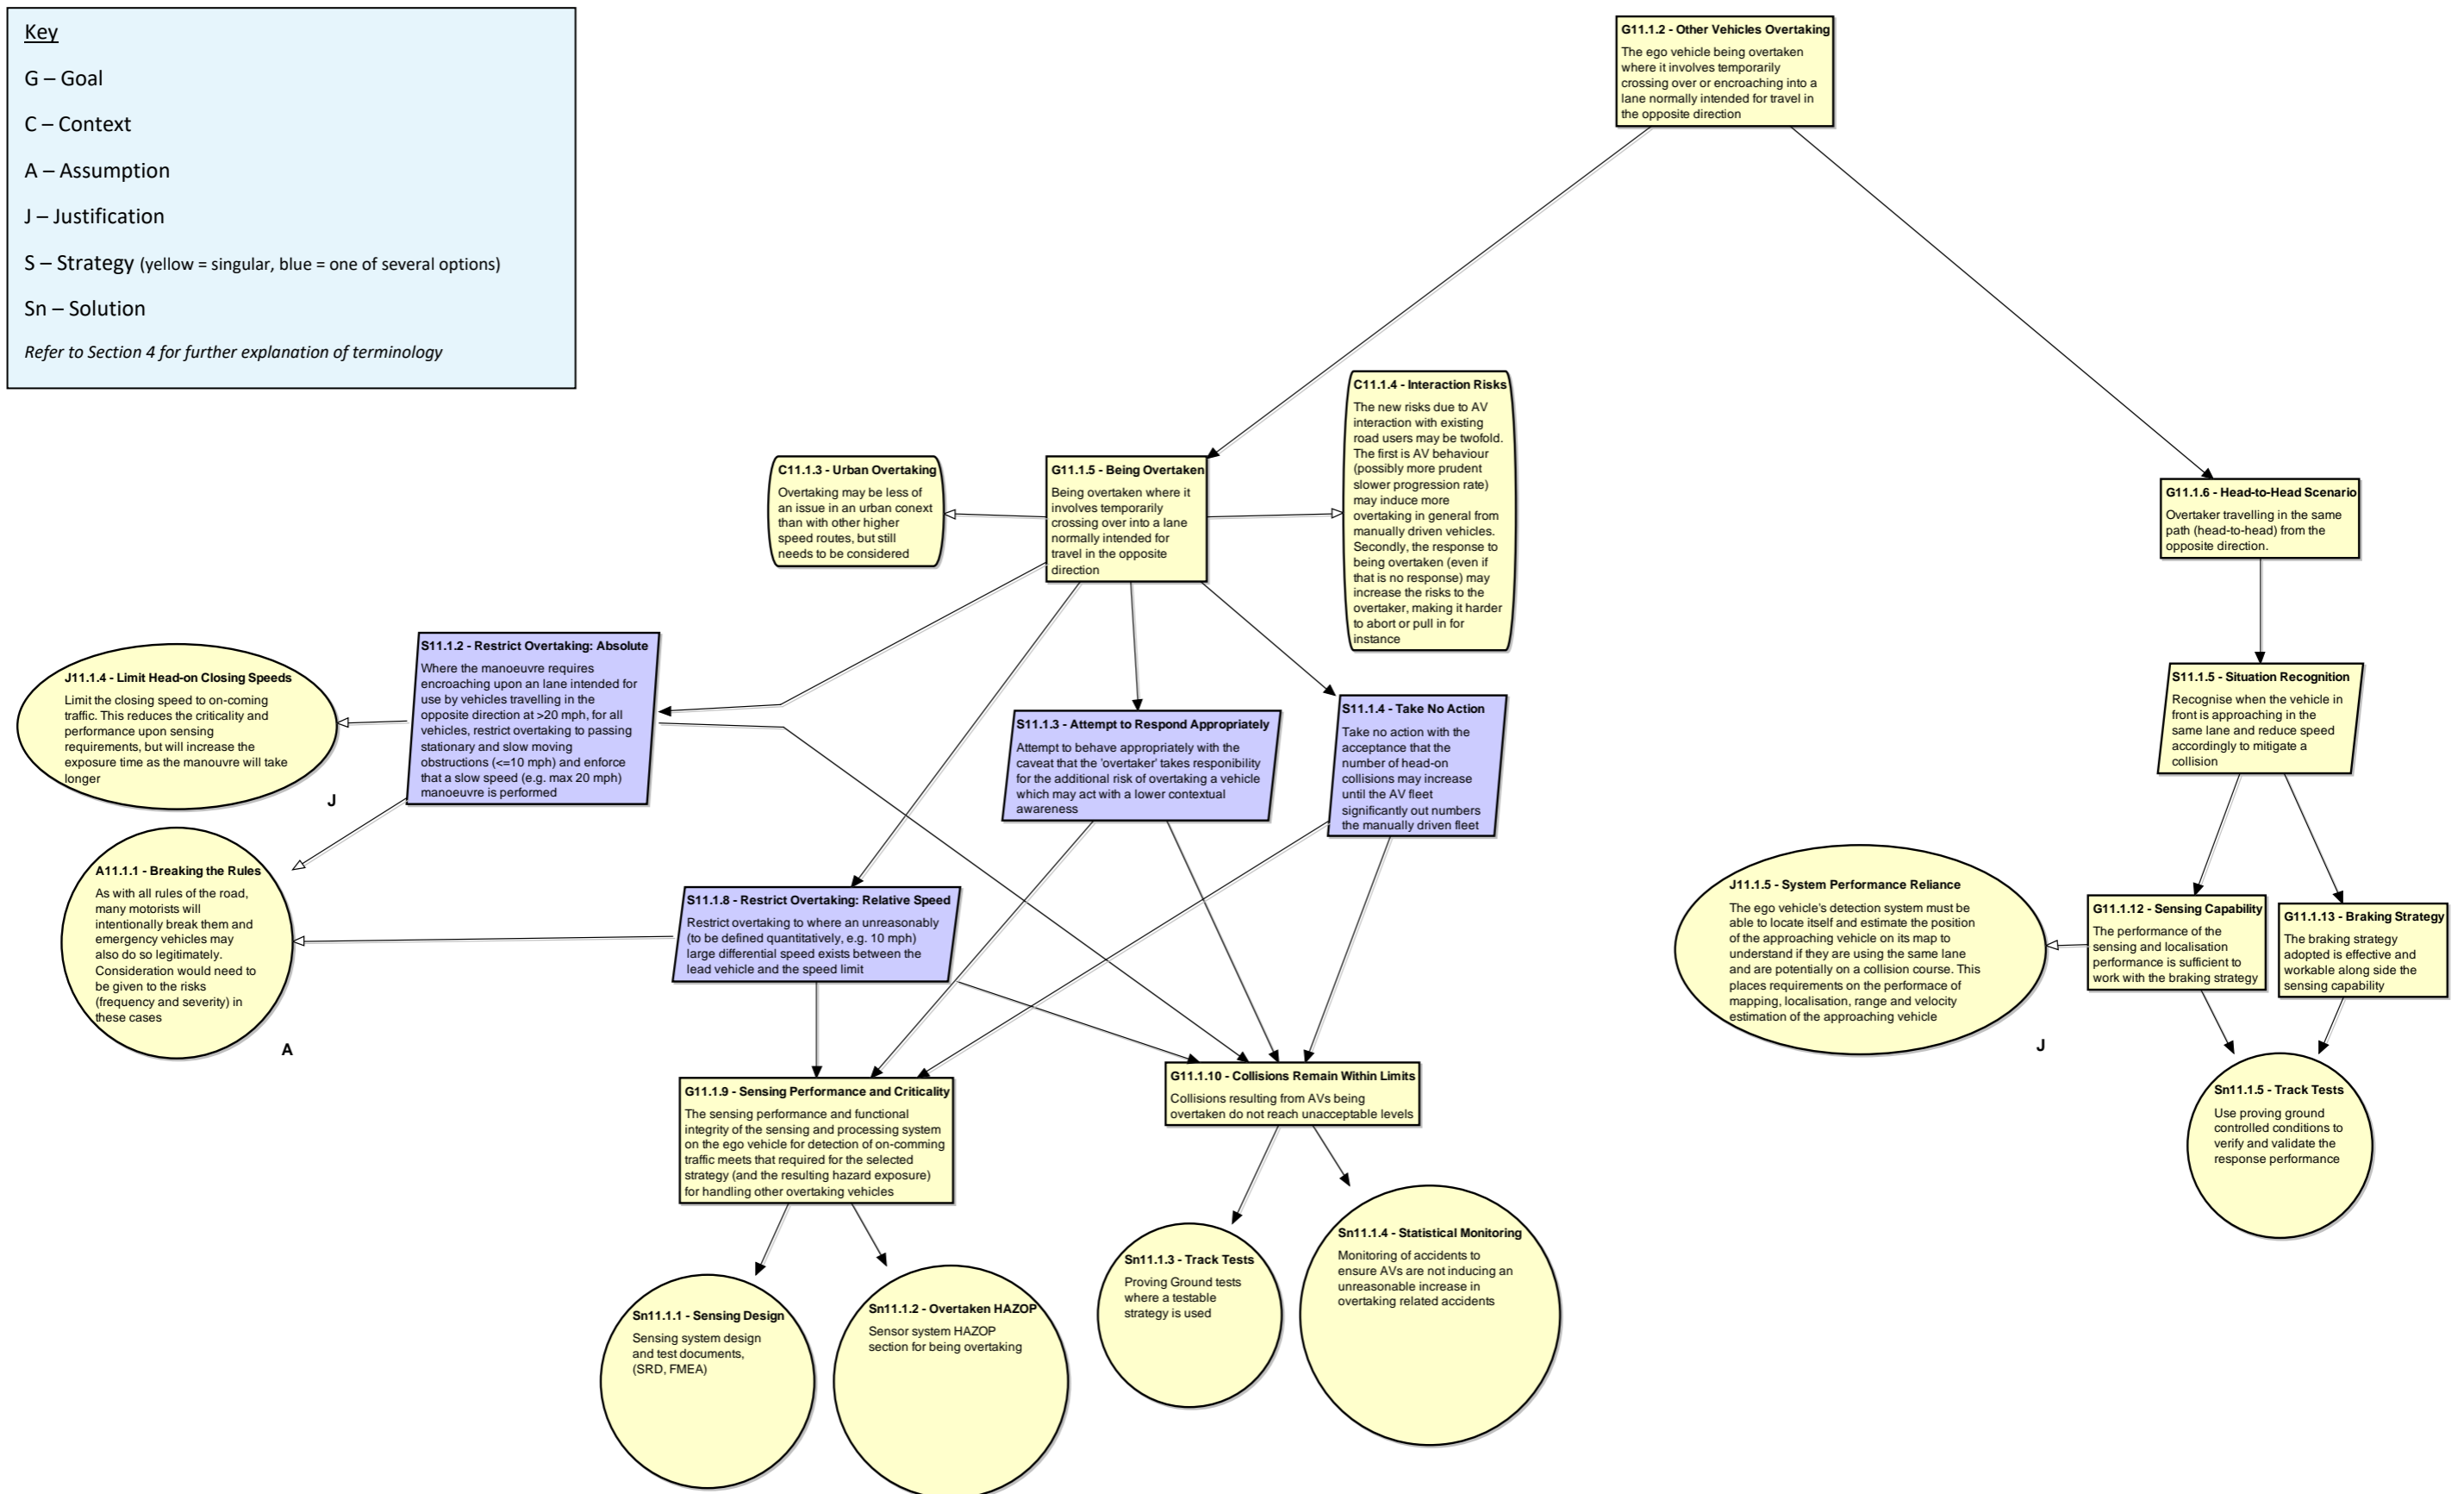 Key
G – Goal
C – Context
A – Assumption
J – Justification
S – Strategy (yellow = singular, blue = one of several options)
Sn – Solution
Refer to Section 4 for further explanation of terminology
G11.1.2 - Other Vehicles Overtaking
The ego vehicle being overtaken
where it involves temporarily
crossing over or encroaching into a
lane normally intended for travel in
the opposite direction
C11.1.3 - Urban Overtaking
Overtaking may be less of
an issue in an urban conext
than with other higher
speed routes, but still
needs to be considered
G11.1.5 - Being Overtaken
Being overtaken where it
involves temporarily
crossing over into a lane
normally intended for
travel in the opposite
direction
C11.1.4 - Interaction Risks
The new risks due to AV
interaction with existing
road users may be twofold.
The first is AV behaviour
(possibly more prudent
slower progression rate)
may induce more
overtaking in general from
manually driven vehicles.
Secondly, the response to
being overtaken (even if
that is no response) may
increase the risks to the
overtaker, making it harder
to abort or pull in for
instance
G11.1.6 - Head-to-Head Scenario
Overtaker travelling in the same
path (head-to-head) from the
opposite direction.
J11.1.4 - Limit Head-on Closing Speeds
Limit the closing speed to on-coming
traffic. This reduces the criticality and
performance upon sensing
requirements, but will increase the
exposure time as the manouvre will take
longer
J
S11.1.2 - Restrict Overtaking: Absolute
Where the manoeuvre requires
encroaching upon an lane intended for
use by vehicles travelling in the
opposite direction at >20 mph, for all
vehicles, restrict overtaking to passing
stationary and slow moving
obstructions (<=10 mph) and enforce
that a slow speed (e.g. max 20 mph)
manoeuvre is performed
S11.1.3 - Attempt to Respond Appropriately
Attempt to behave appropriately with the
caveat that the 'overtaker' takes responibility
for the additional risk of overtaking a vehicle
which may act with a lower contextual
awareness
S11.1.4 - Take No Action
Take no action with the
acceptance that the
number of head-on
collisions may increase
until the AV fleet
significantly out numbers
the manually driven fleet
S11.1.5 - Situation Recognition
Recognise when the vehicle in
front is approaching in the
same lane and reduce speed
accordingly to mitigate a
collision
A11.1.1 - Breaking the Rules
As with all rules of the road,
many motorists will
intentionally break them and
emergency vehicles may
also do so legitimately.
Consideration would need to
be given to the risks
(frequency and severity) in
these cases
A
S11.1.8 - Restrict Overtaking: Relative Speed
Restrict overtaking to where an unreasonably
(to be defined quantitatively, e.g. 10 mph)
large differential speed exists between the
lead vehicle and the speed limit
J11.1.5 - System Performance Reliance
The ego vehicle's detection system must be
able to locate itself and estimate the position
of the approaching vehicle on its map to
understand if they are using the same lane
and are potentially on a collision course. This
places requirements on the performace of
mapping, localisation, range and velocity
estimation of the approaching vehicle
J
G11.1.12 - Sensing Capability
The performance of the
sensing and localisation
performance is sufficient to
work with the braking strategy
G11.1.13 - Braking Strategy
The braking strategy
adopted is effective and
workable along side the
sensing capability
G11.1.9 - Sensing Performance and Criticality
The sensing performance and functional
integrity of the sensing and processing system
on the ego vehicle for detection of on-comming
traffic meets that required for the selected
strategy (and the resulting hazard exposure)
for handling other overtaking vehicles
G11.1.10 - Collisions Remain Within Limits
Collisions resulting from AVs being
overtaken do not reach unacceptable levels
Sn11.1.5 - Track Tests
Use proving ground
controlled conditions to
verify and validate the
response performance
Sn11.1.1 - Sensing Design
Sensing system design
and test documents,
(SRD, FMEA)
Sn11.1.2 - Overtaken HAZOP
Sensor system HAZOP
section for being overtaking
Sn11.1.3 - Track Tests
Proving Ground tests
where a testable
strategy is used
Sn11.1.4 - Statistical Monitoring
Monitoring of accidents to
ensure AVs are not inducing an
unreasonable increase in
overtaking related accidents